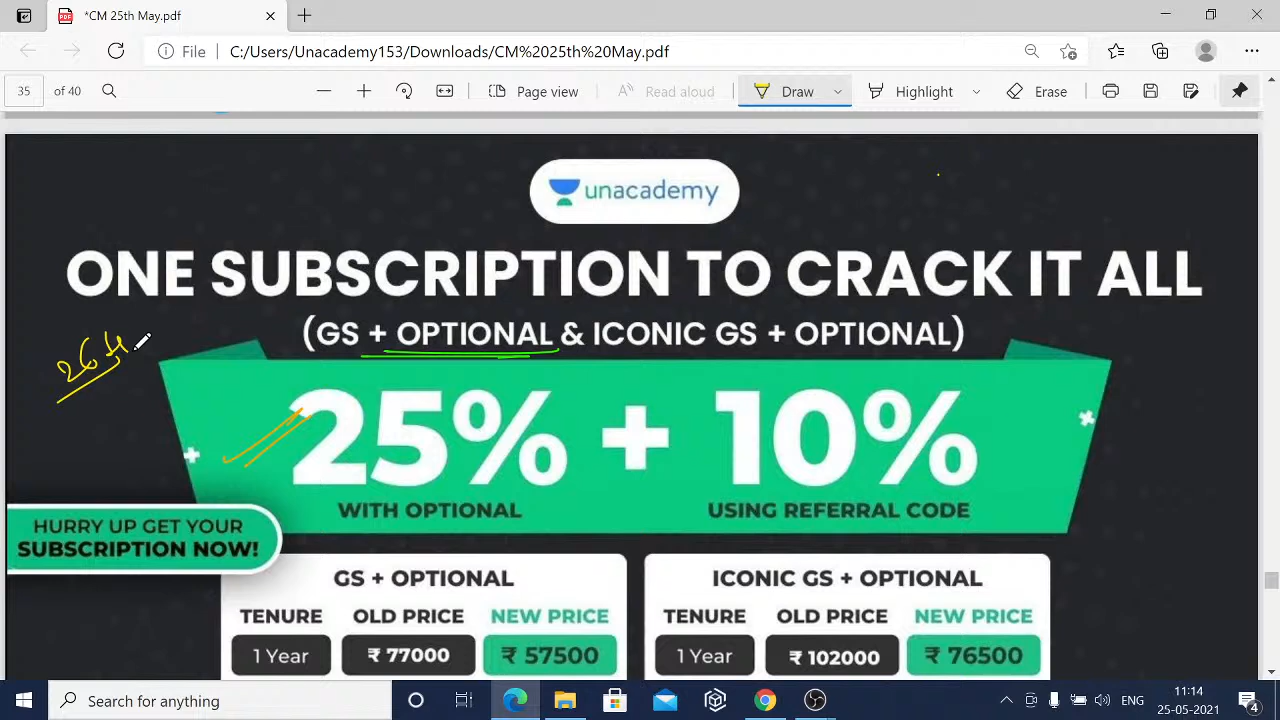 *CM 25th May.pdf
File C:/Users/Unacademy153/Downloads/CM%2025th%20May.pdf
35 of 40 Page view Read aloud Draw Highlight Erase
unacademy
ONE SUBSCRIPTION TO CRACK IT ALL
(GS + OPTIONAL & ICONIC GS + OPTIONAL)
25% + 10%
WITH OPTIONAL USING REFERRAL CODE
HURRY UP GET YOUR
SUBSCRIPTION NOW!
GS + OPTIONAL
TENURE OLD PRICE NEW PRICE
1 Year ₹ 77000 ₹ 57500
ICONIC GS + OPTIONAL
TENURE OLD PRICE NEW PRICE
1 Year ₹ 102000 ₹ 76500
Search for anything
ENG
11:14
25-05-2021
4